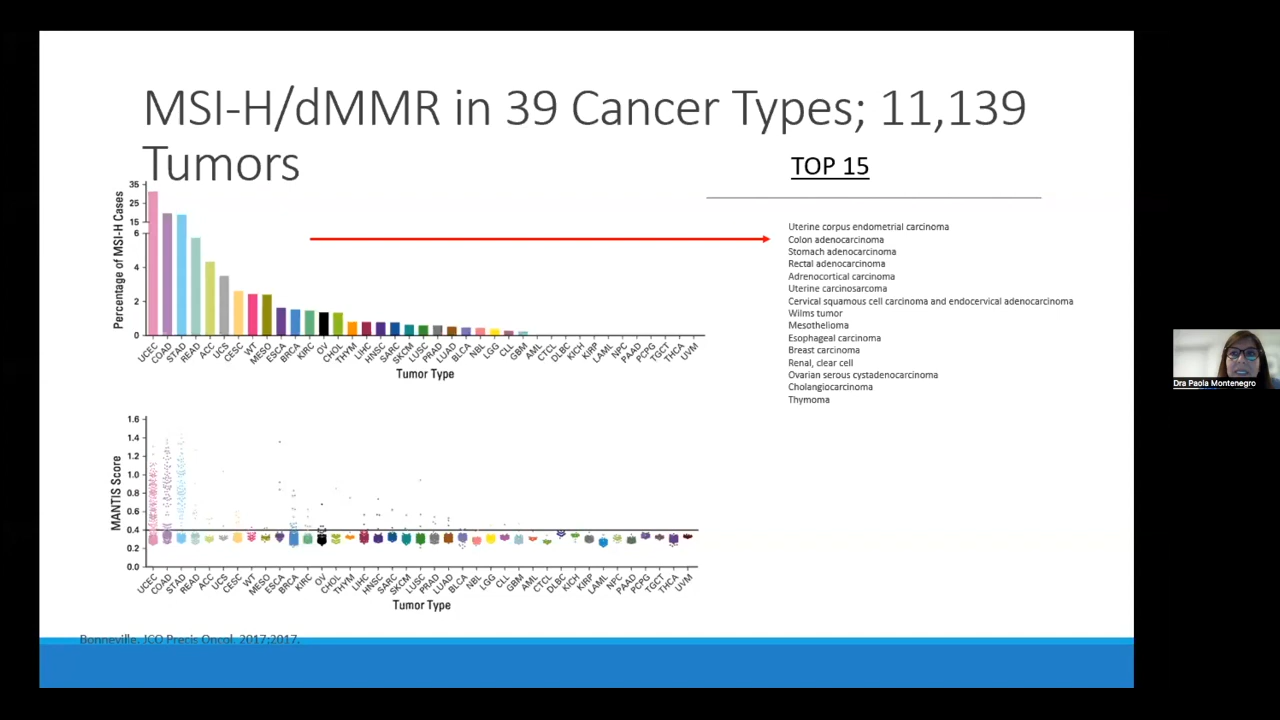 MSI-H/dMMR in 39 Cancer Types; 11,139
Tumors
TOP 15
Percentage of MSI-H Cases
35
25
15
6
4
2
0
UCEC COAD STAD READ ACC UCS CESC WT MESO ESCA BRCA KIRC OV CHOL THYM LIHC HNSC SARC SKCM LUSC PRAD LUAD BLCA NBL LGG CLL GBM AML CTCL DLBC KICH KIRP LAML NPC PAAD PCPG TGCT THCA UVM
Tumor Type
Uterine corpus endometrial carcinoma
Colon adenocarcinoma
Stomach adenocarcinoma
Rectal adenocarcinoma
Adrenocortical carcinoma
Uterine carcinosarcoma
Cervical squamous cell carcinoma and endocervical adenocarcinoma
Wilms tumor
Mesothelioma
Esophageal carcinoma
Breast carcinoma
Renal, clear cell
Ovarian serous cystadenocarcinoma
Cholangiocarcinoma
Thymoma
Dra Paola Montenegro
MANTIS Score
1.6
1.4
1.2
1.0
0.8
0.6
0.4
0.2
0.0
UCEC COAD STAD READ ACC UCS CESC WT MESO ESCA BRCA KIRC OV CHOL THYM LIHC HNSC SARC SKCM LUSC PRAD LUAD BLCA NBL LGG CLL GBM AML CTCL DLBC KICH KIRP LAML NPC PAAD PCPG TGCT THCA UVM
Tumor Type
Bonneville. JCO Precis Oncol. 2017;2017.